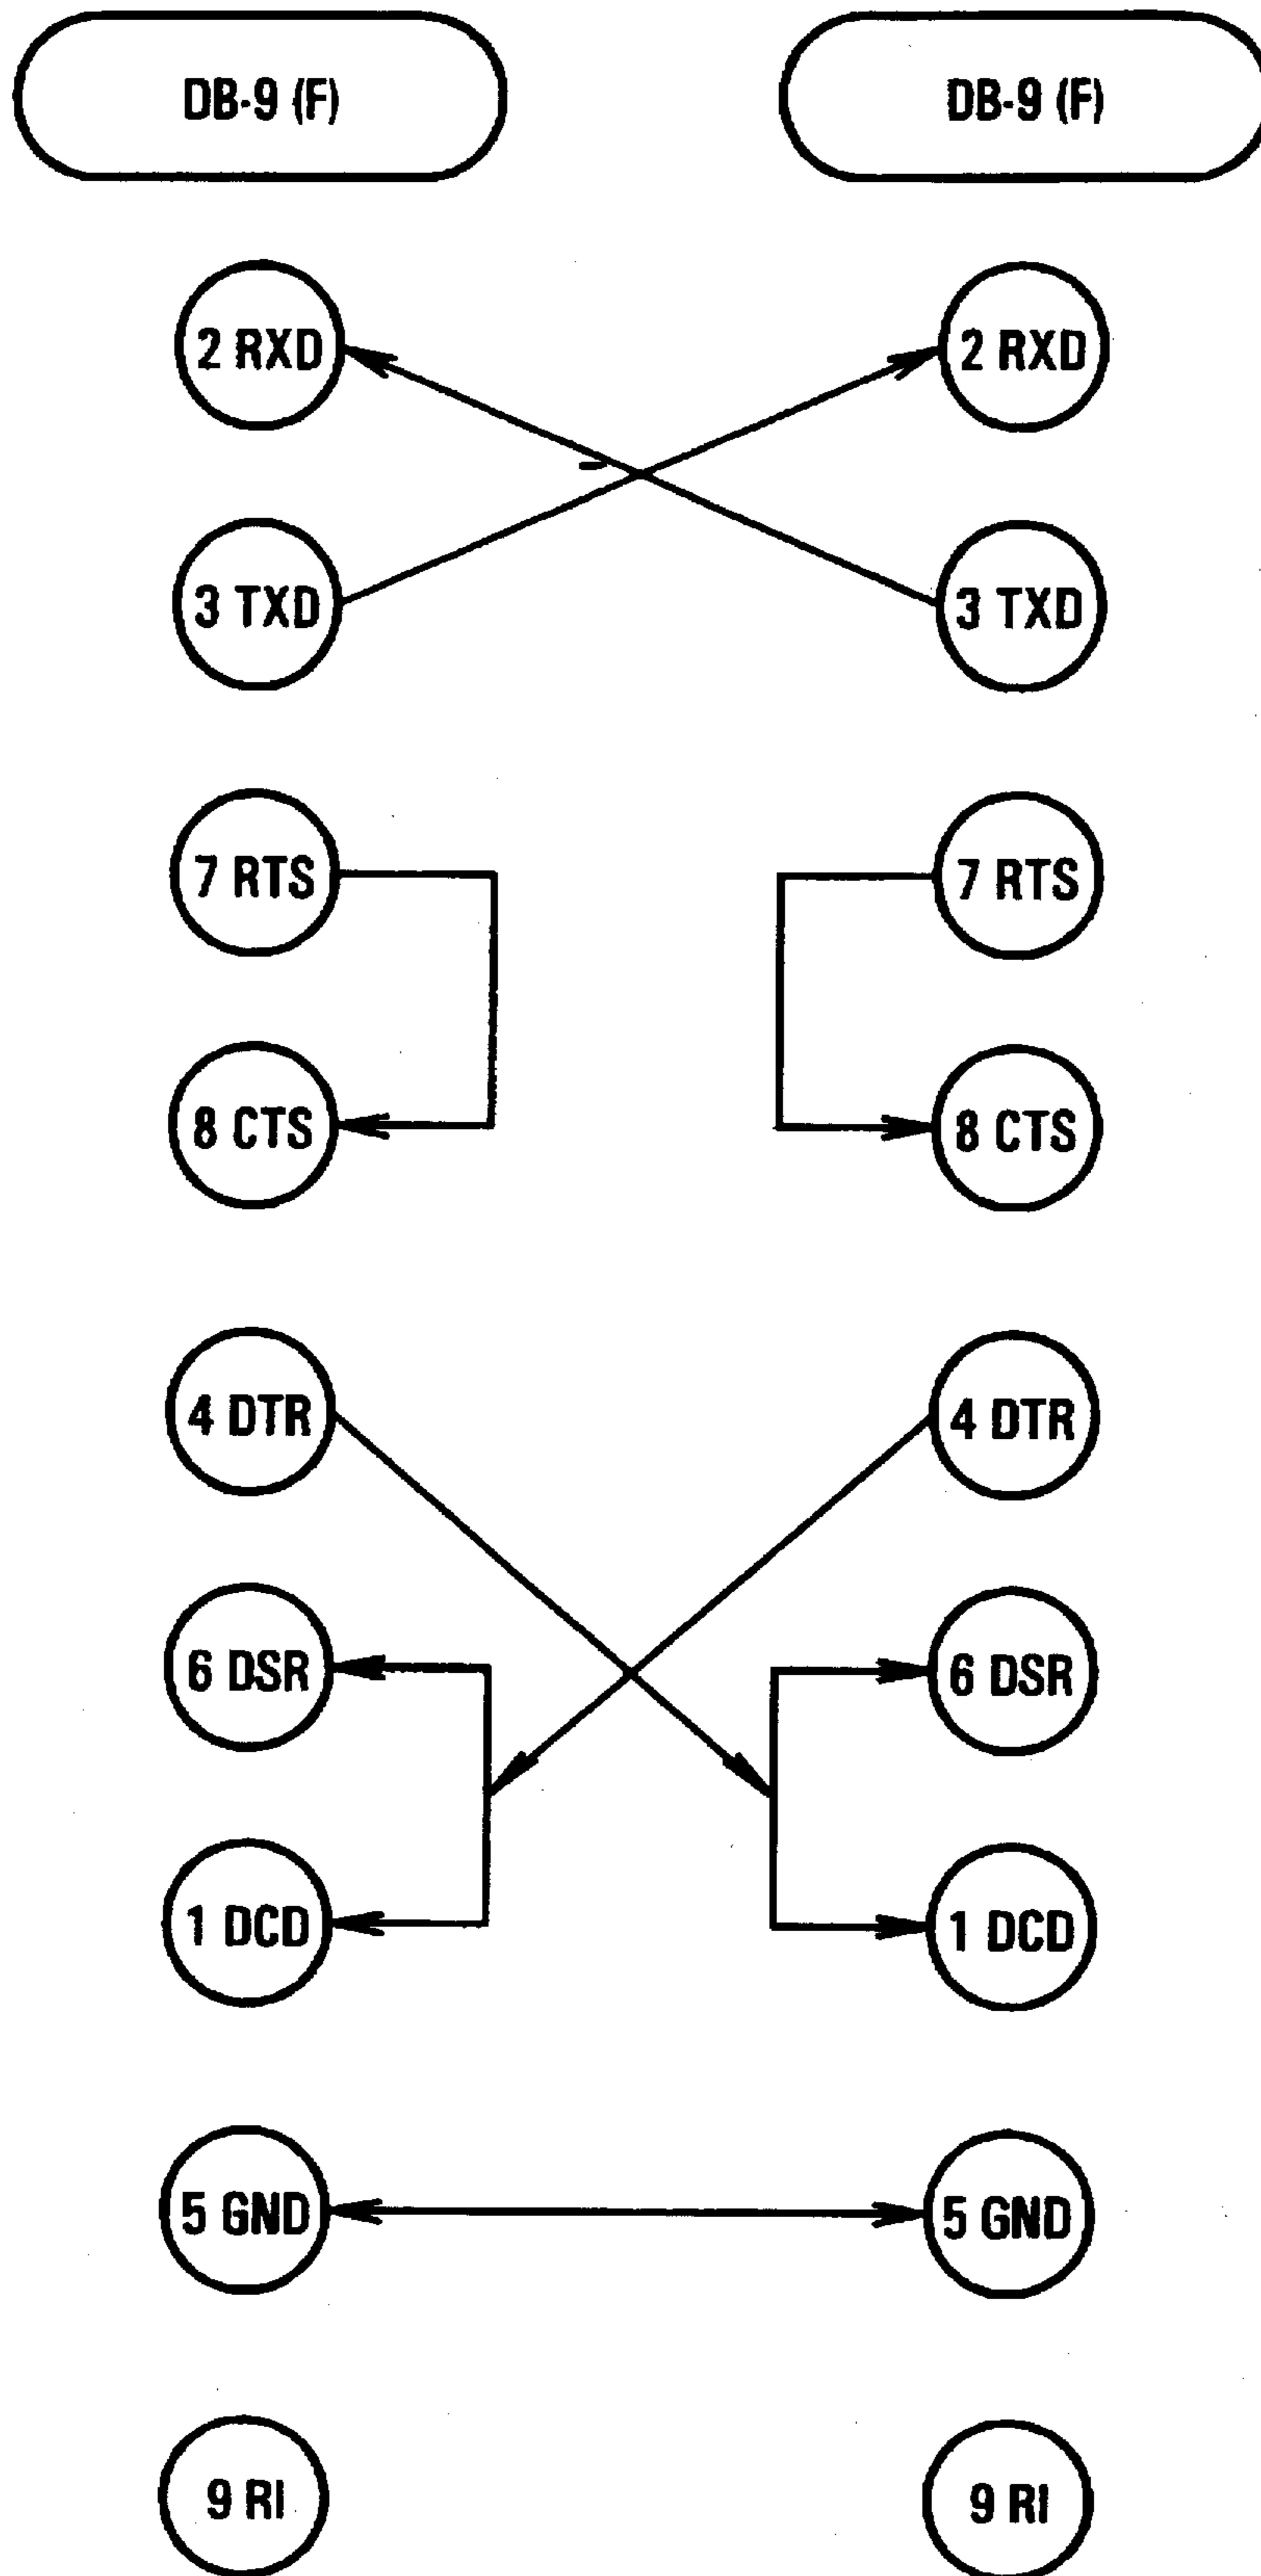 DB-9 (F)
DB-9 (F)
2 RXD
2 RXD
3 TXD
3 TXD
7 RTS
7 RTS
8 CTS
8 CTS
4 DTR
4 DTR
6 DSR
6 DSR
1 DCD
1 DCD
5 GND
5 GND
9 RI
9 RI